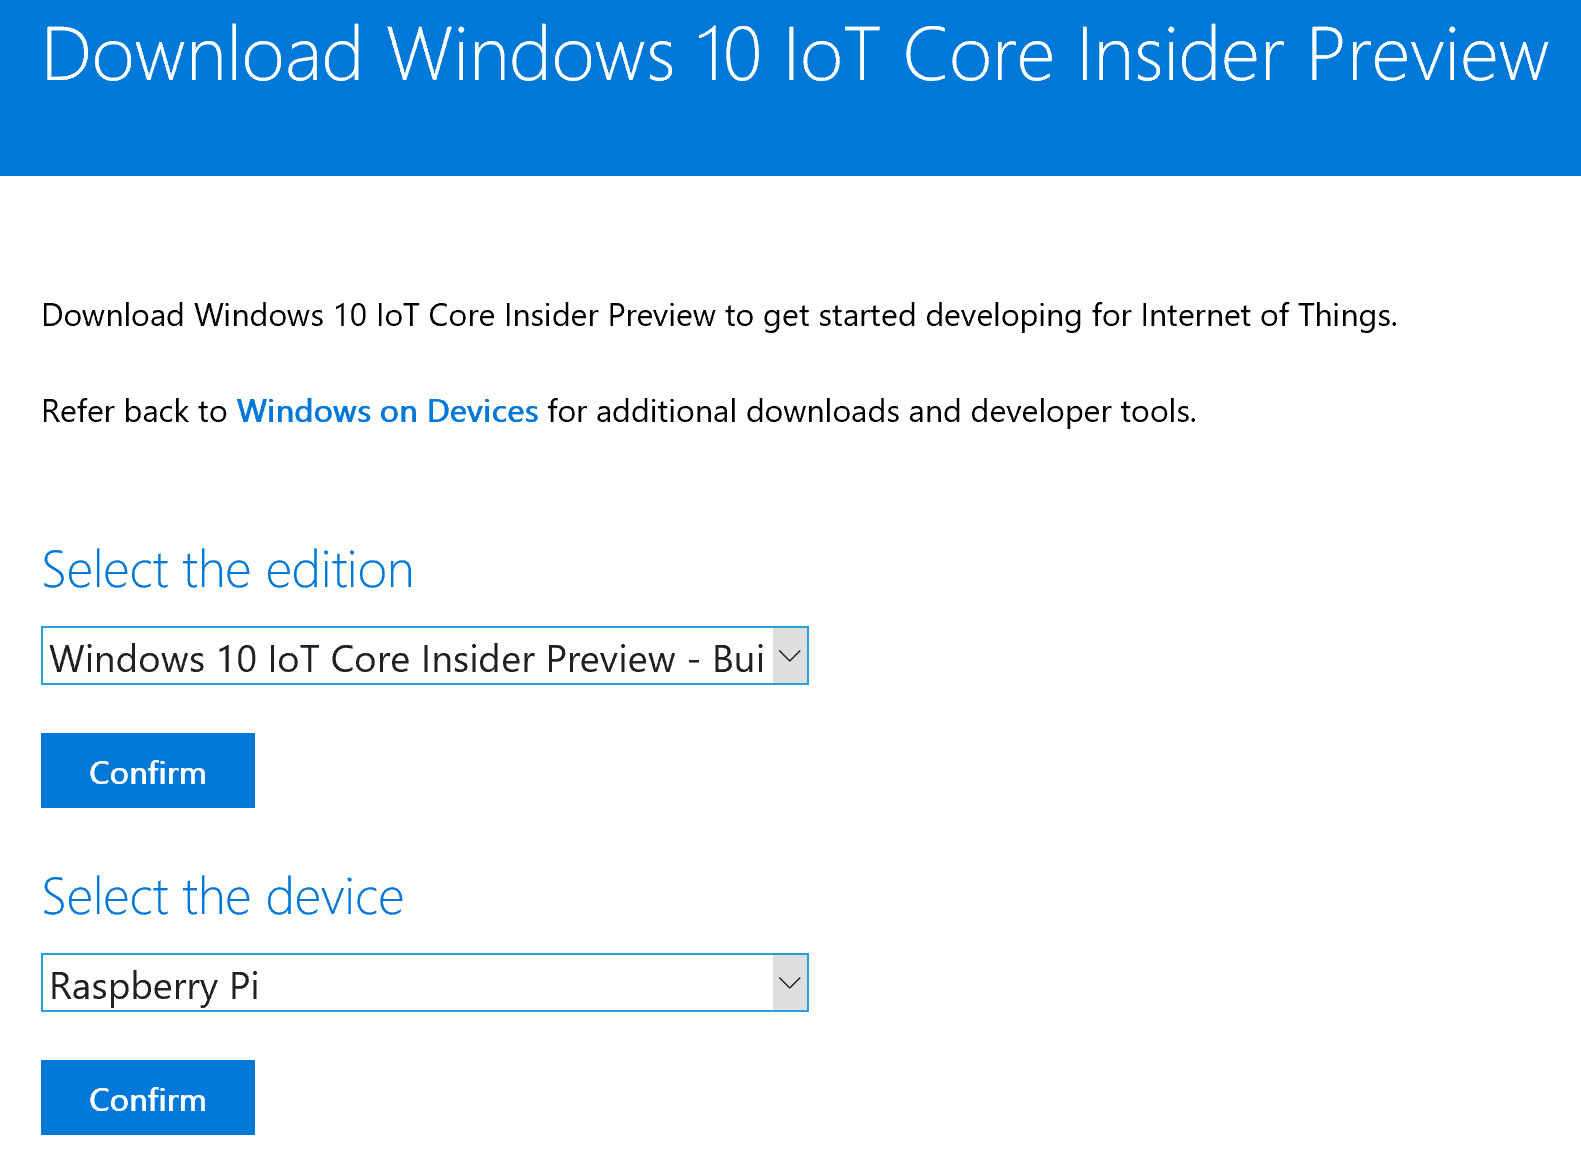 Download Windows 10 IoT Core Insider Preview
Download Windows 10 IoT Core Insider Preview to get started developing for Internet of Things.
Refer back to Windows on Devices for additional downloads and developer tools.
Select the edition
Windows 10 IoT Core Insider Preview - Bui
Confirm
Select the device
Raspberry Pi
Confirm